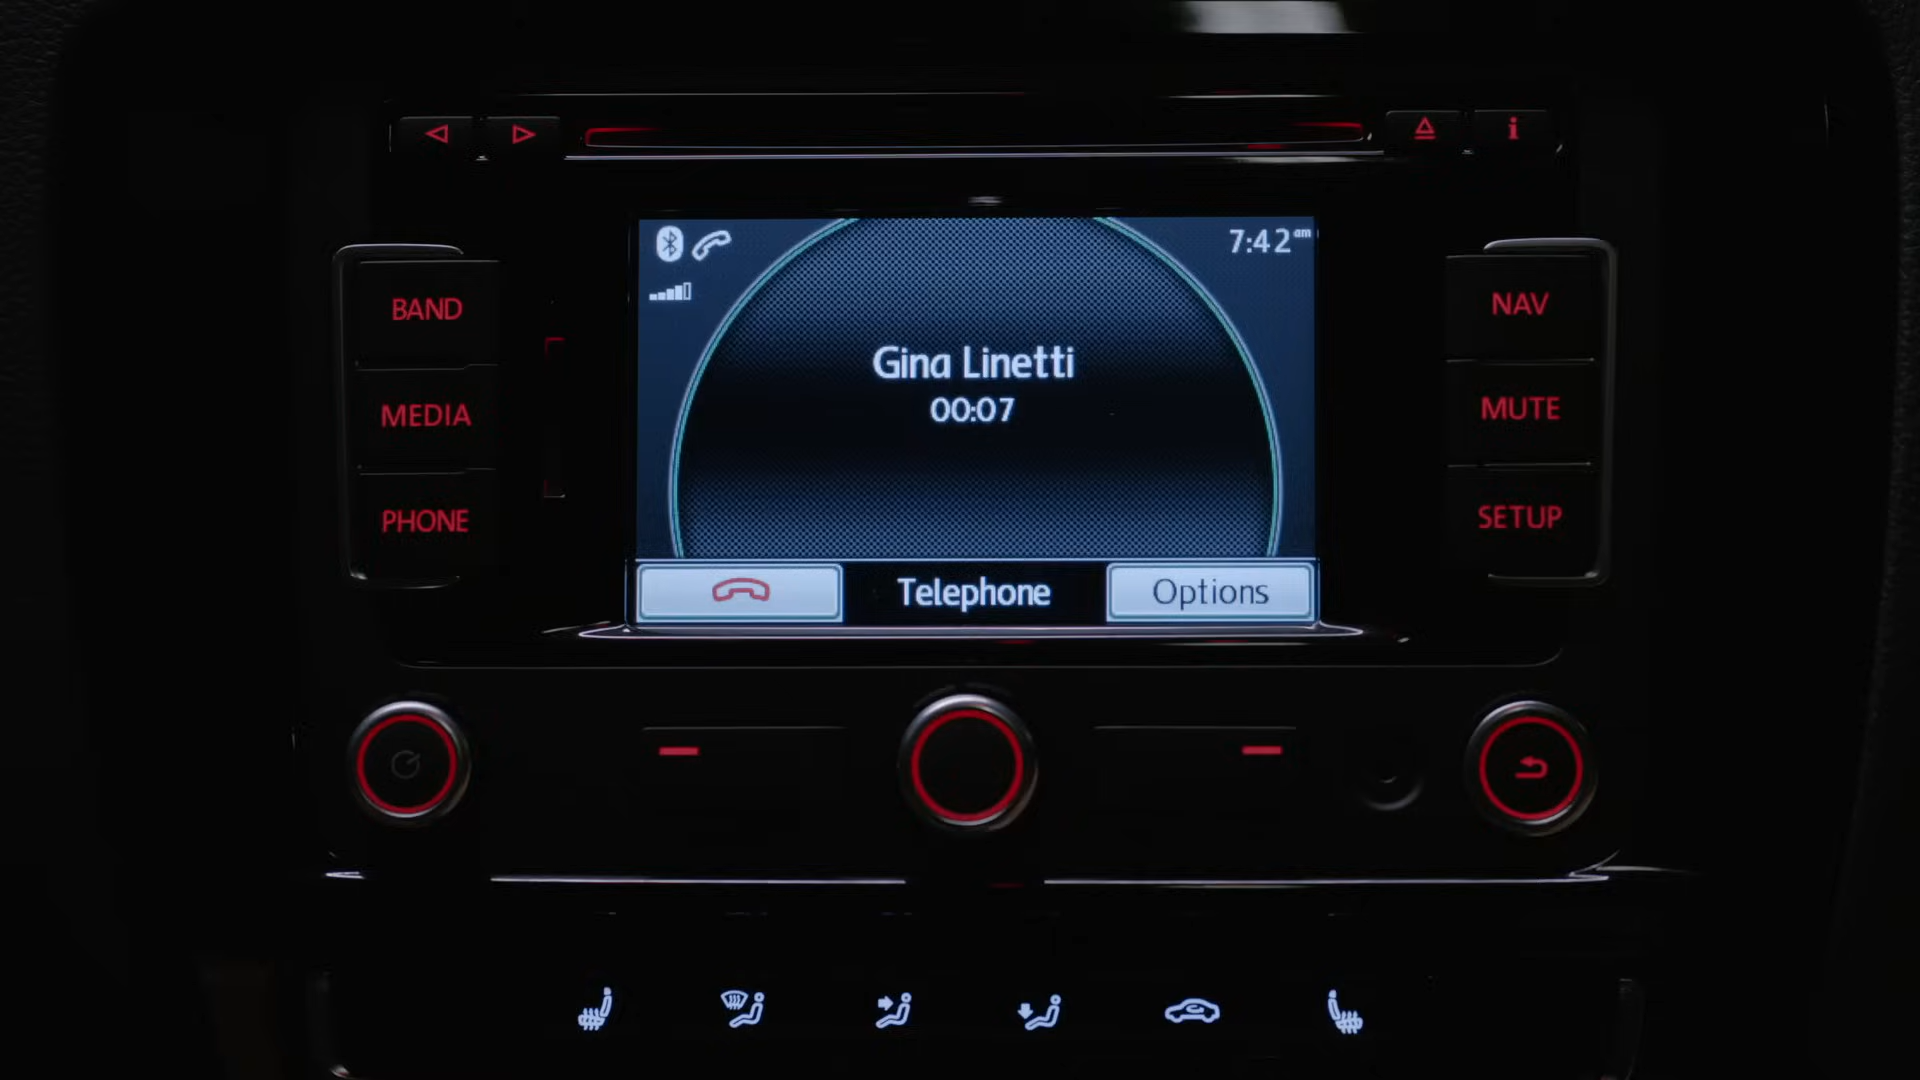 7:42am
BAND
NAV
Gina Linetti
00:07
MEDIA
MUTE
PHONE
SETUP
Telephone
Options